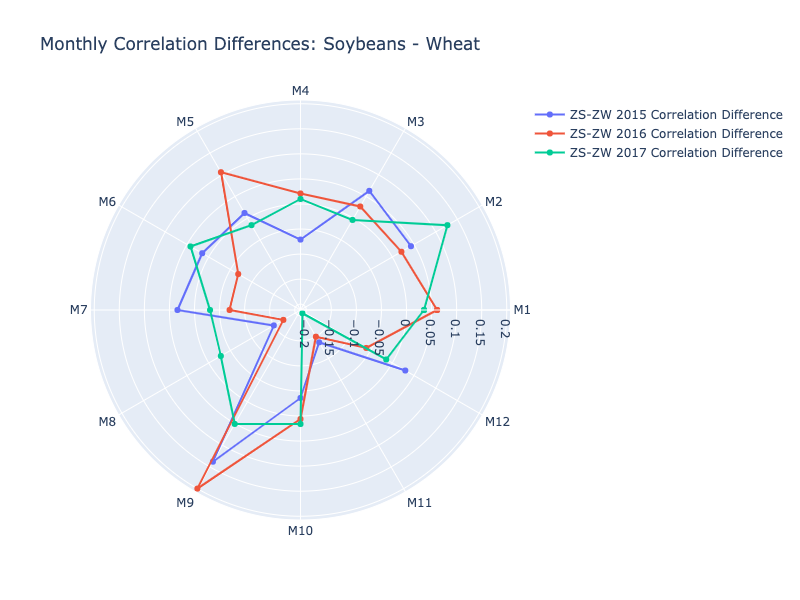 Monthly Correlation Differences: Soybeans - Wheat
M4
M5
M3
ZS-ZW 2015 Correlation Difference
ZS-ZW 2016 Correlation Difference
ZS-ZW 2017 Correlation Difference
M6
M2
M7
M1
−0.2
−0.15
−0.1
−0.05
0
0.05
0.1
0.15
0.2
M8
M12
M9
M11
M10